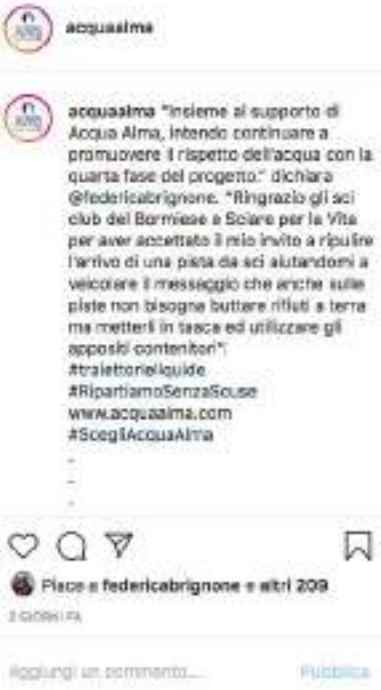 acquaalma
acquaalma "Insieme al supporto di
Acqua Alma, intendo continuare a
promuovere il rispetto dell'acqua con la
quarta fase del progetto." dichiara
@federicabrignone. "Ringrazio gli sci
club del Bormiese e Sciare per la Vita
per aver accettato il mio invito a ripulire
l'arrivo di una pista da sci aiutandomi a
veicolare il messaggio che anche sulle
piste non bisogna buttare rifiuti a terra
ma metterli in tasca ed utilizzare gli
appositi contenitori".
#traiettorieliquide
#RipartiamoSenzaScuse
www.acquaalma.com
#ScegliAcquaAlma
-
-
-
Piace a federicabrignone e altri 209
2 GIORNI FA
Aggiungi un commento...
Pubblica